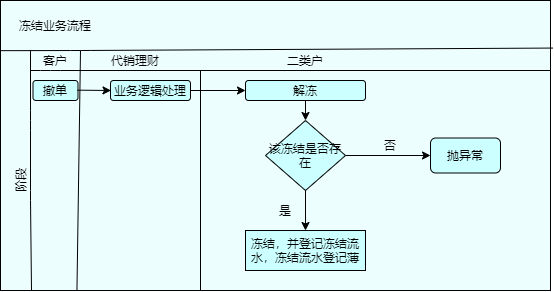 冻结业务流程
客户
代销理财
二类户
阶段
撤单
业务逻辑处理
解冻
该冻结是否存
在
否
抛异常
是
冻结，并登记冻结流
水，冻结流水登记薄